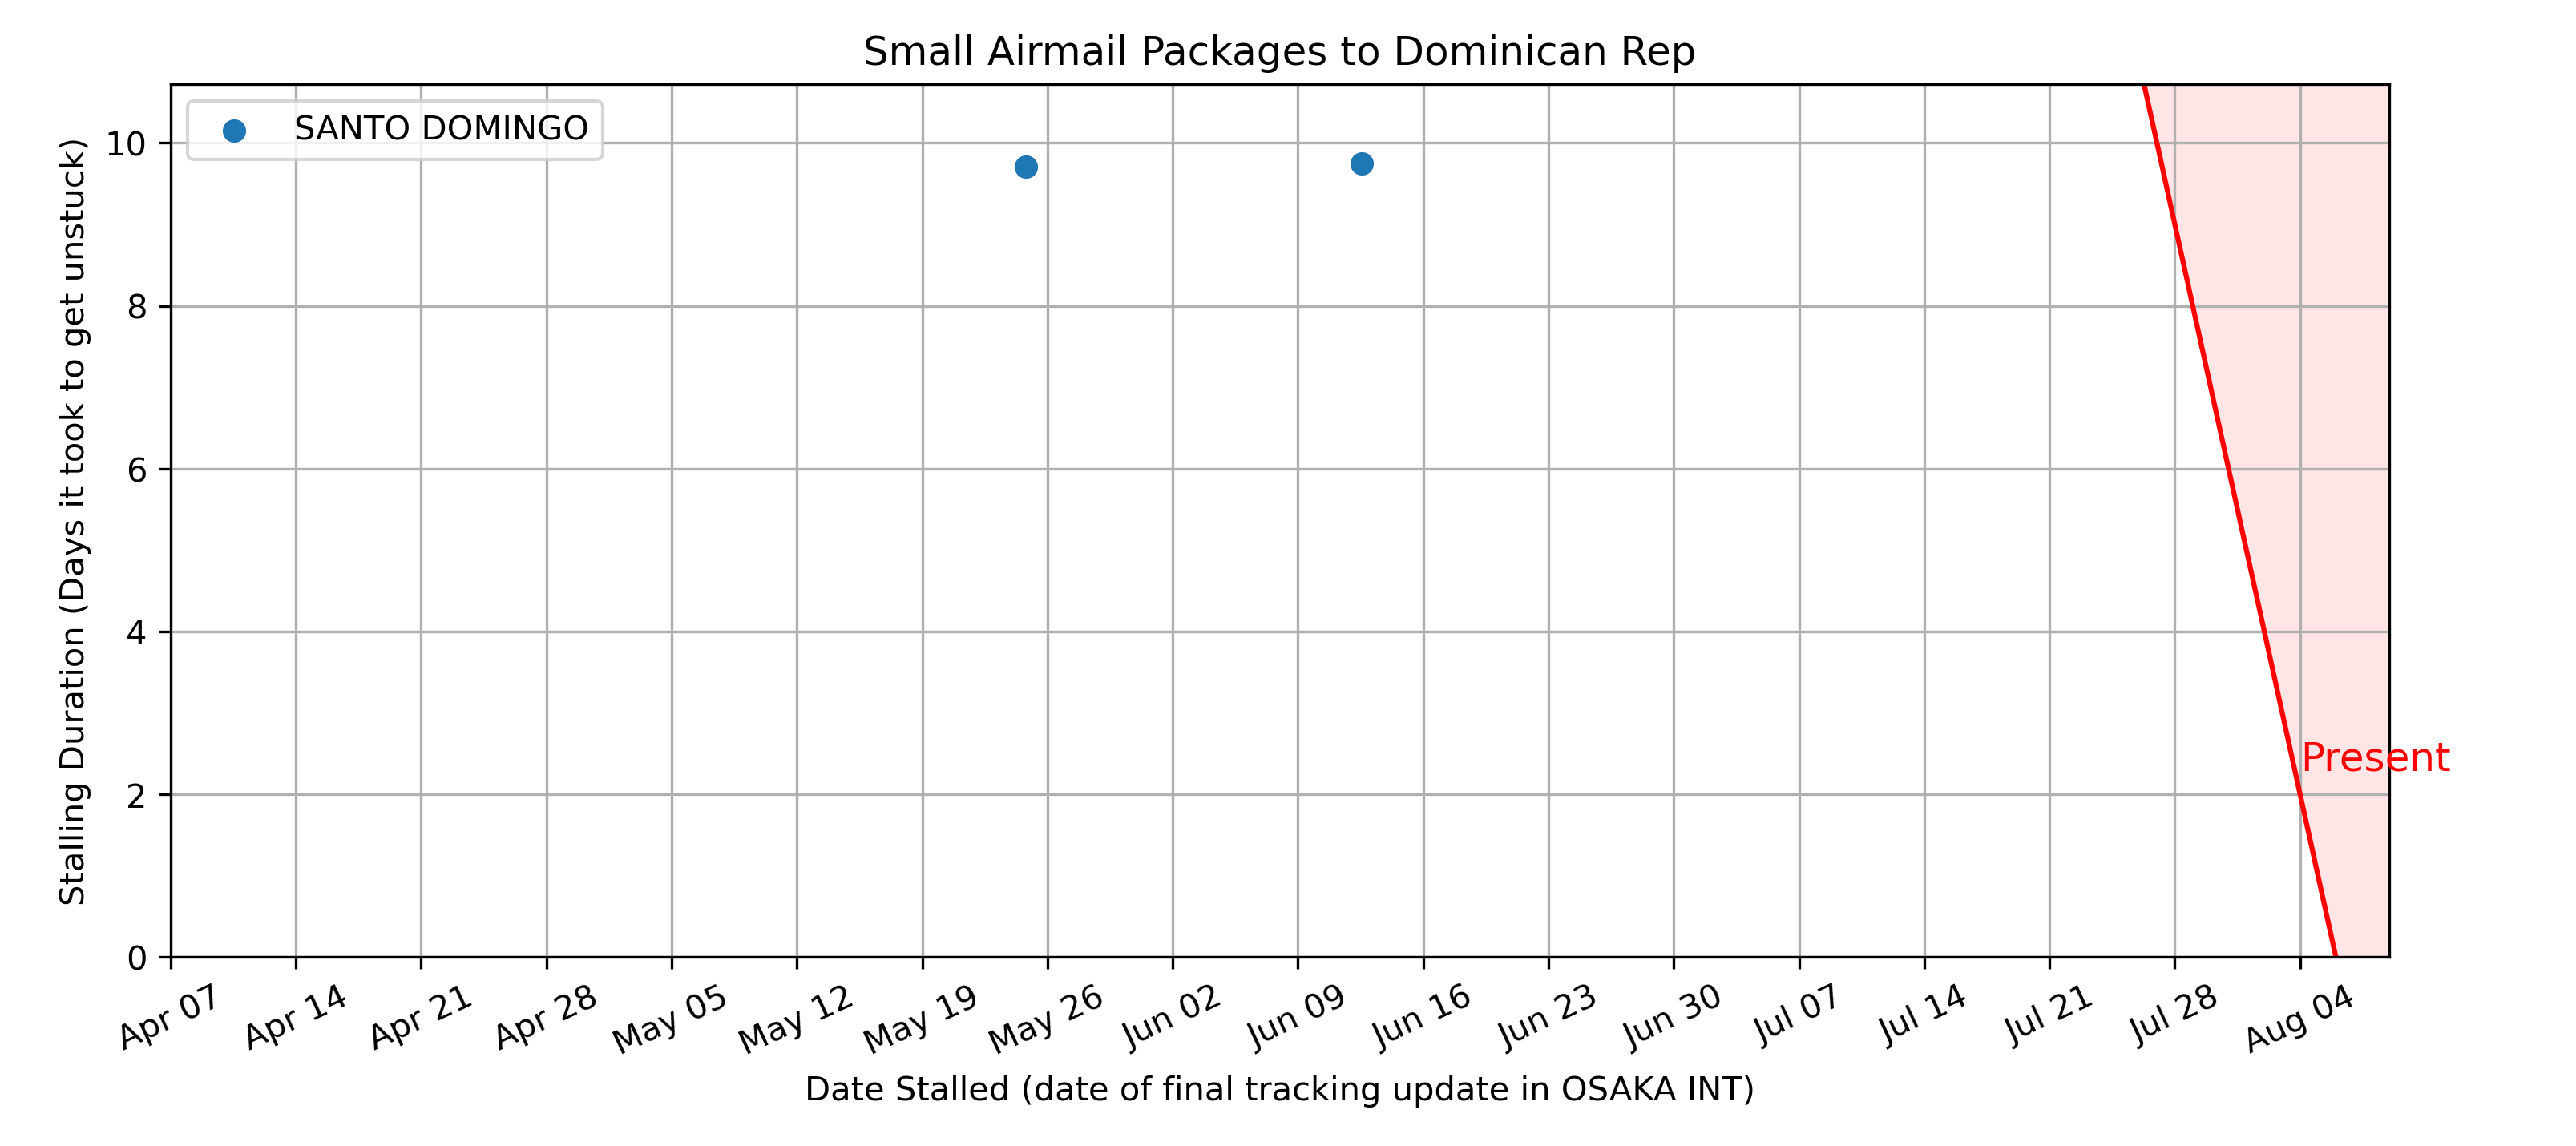 Small Airmail Packages to Dominican Rep
SANTO DOMINGO
Stalling Duration (Days it took to get unstuck)
10
8
6
4
2
0
Present
Apr 07
Apr 14
Apr 21
Apr 28
May 05
May 12
May 19
May 26
Jun 02
Jun 09
Jun 16
Jun 23
Jun 30
Jul 07
Jul 14
Jul 21
Jul 28
Aug 04
Date Stalled (date of final tracking update in OSAKA INT)